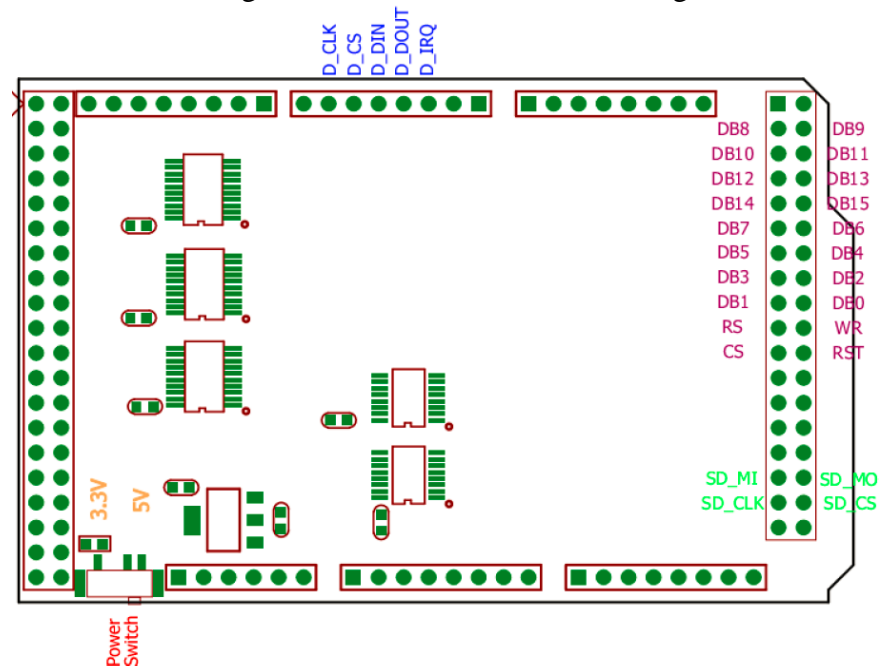 D_CLK
D_CS
D_DIN
D_DOUT
D_IRQ
DB8 DB9
DB10 DB11
DB12 DB13
DB14 DB15
DB7 DB6
DB5 DB4
DB3 DB2
DB1 DB0
RS WR
CS RST
SD_MI SD_MO
SD_CLK SD_CS
3.3V
5V
Power
Switch